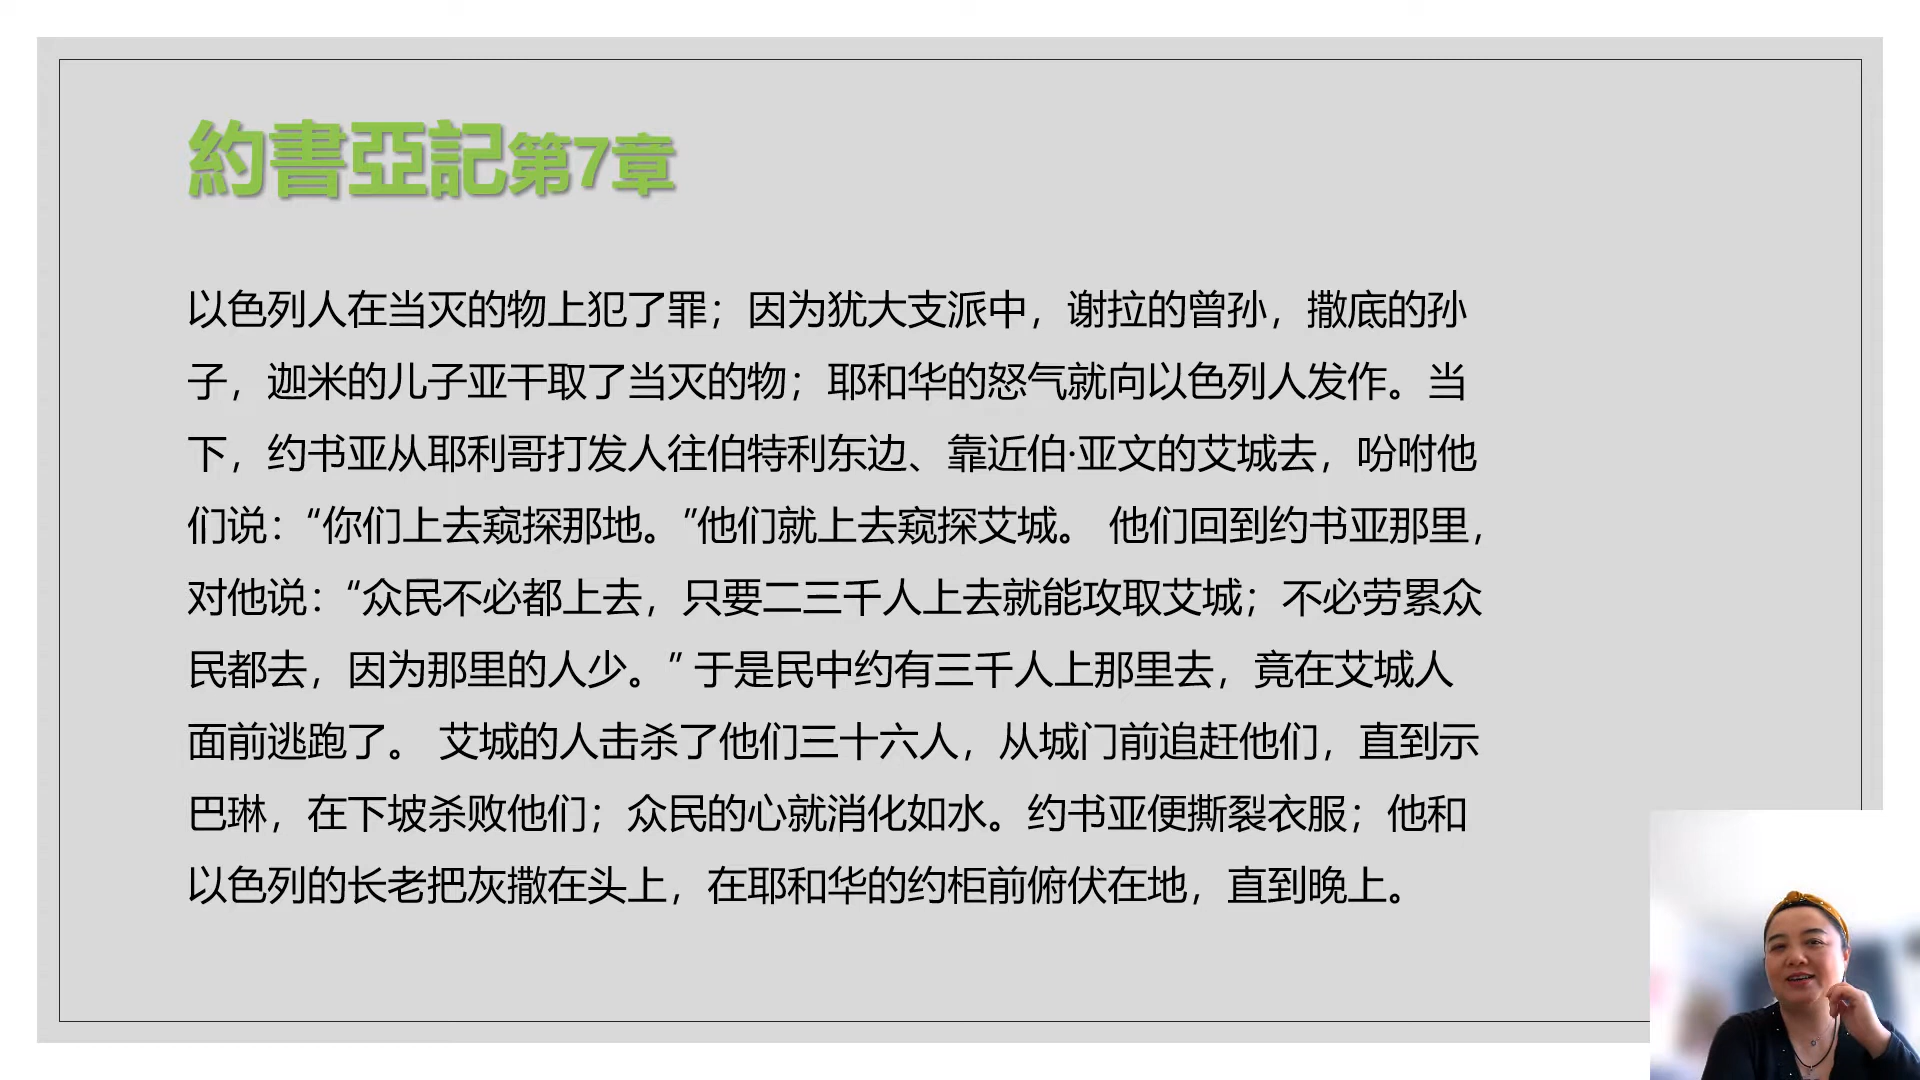 約書亞記第7章
以色列人在当灭的物上犯了罪；因为犹大支派中，谢拉的曾孙，撒底的孙
子，迦米的儿子亚干取了当灭的物；耶和华的怒气就向以色列人发作。当
下，约书亚从耶利哥打发人往伯特利东边、靠近伯·亚文的艾城去，吩咐他
们说：“你们上去窥探那地。”他们就上去窥探艾城。 他们回到约书亚那里，
对他说：“众民不必都上去，只要二三千人上去就能攻取艾城；不必劳累众
民都去，因为那里的人少。” 于是民中约有三千人上那里去，竟在艾城人
面前逃跑了。 艾城的人击杀了他们三十六人，从城门前追赶他们，直到示
巴琳，在下坡杀败他们；众民的心就消化如水。约书亚便撕裂衣服；他和
以色列的长老把灰撒在头上，在耶和华的约柜前俯伏在地，直到晚上。